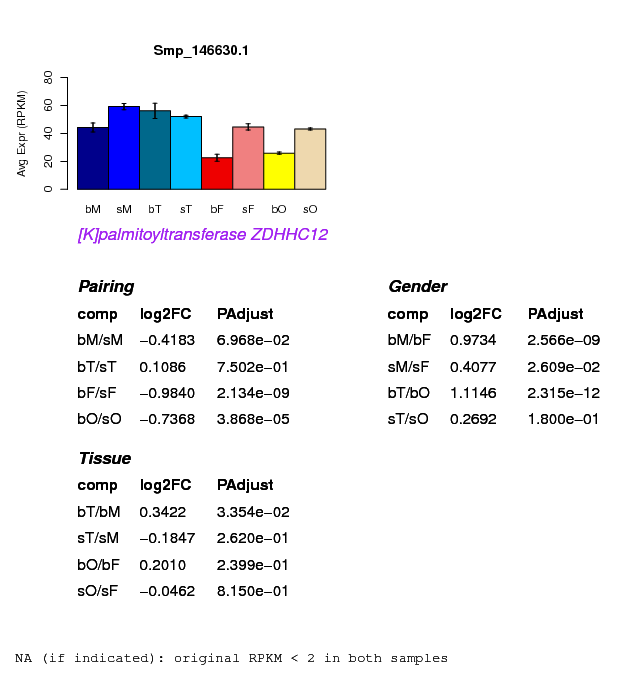 Smp_146630.1
Avg Expr (RPKM)
0 20 40 60 80
bM sM bT sT bF sF bO sO
[K]palmitoyltransferase ZDHHC12
Pairing
comp log2FC PAdjust
bM/sM −0.4183 6.968e−02
bT/sT 0.1086 7.502e−01
bF/sF −0.9840 2.134e−09
bO/sO −0.7368 3.868e−05
Gender
comp log2FC PAdjust
bM/bF 0.9734 2.566e−09
sM/sF 0.4077 2.609e−02
bT/bO 1.1146 2.315e−12
sT/sO 0.2692 1.800e−01
Tissue
comp log2FC PAdjust
bT/bM 0.3422 3.354e−02
sT/sM −0.1847 2.620e−01
bO/bF 0.2010 2.399e−01
sO/sF −0.0462 8.150e−01
NA (if indicated): original RPKM < 2 in both samples